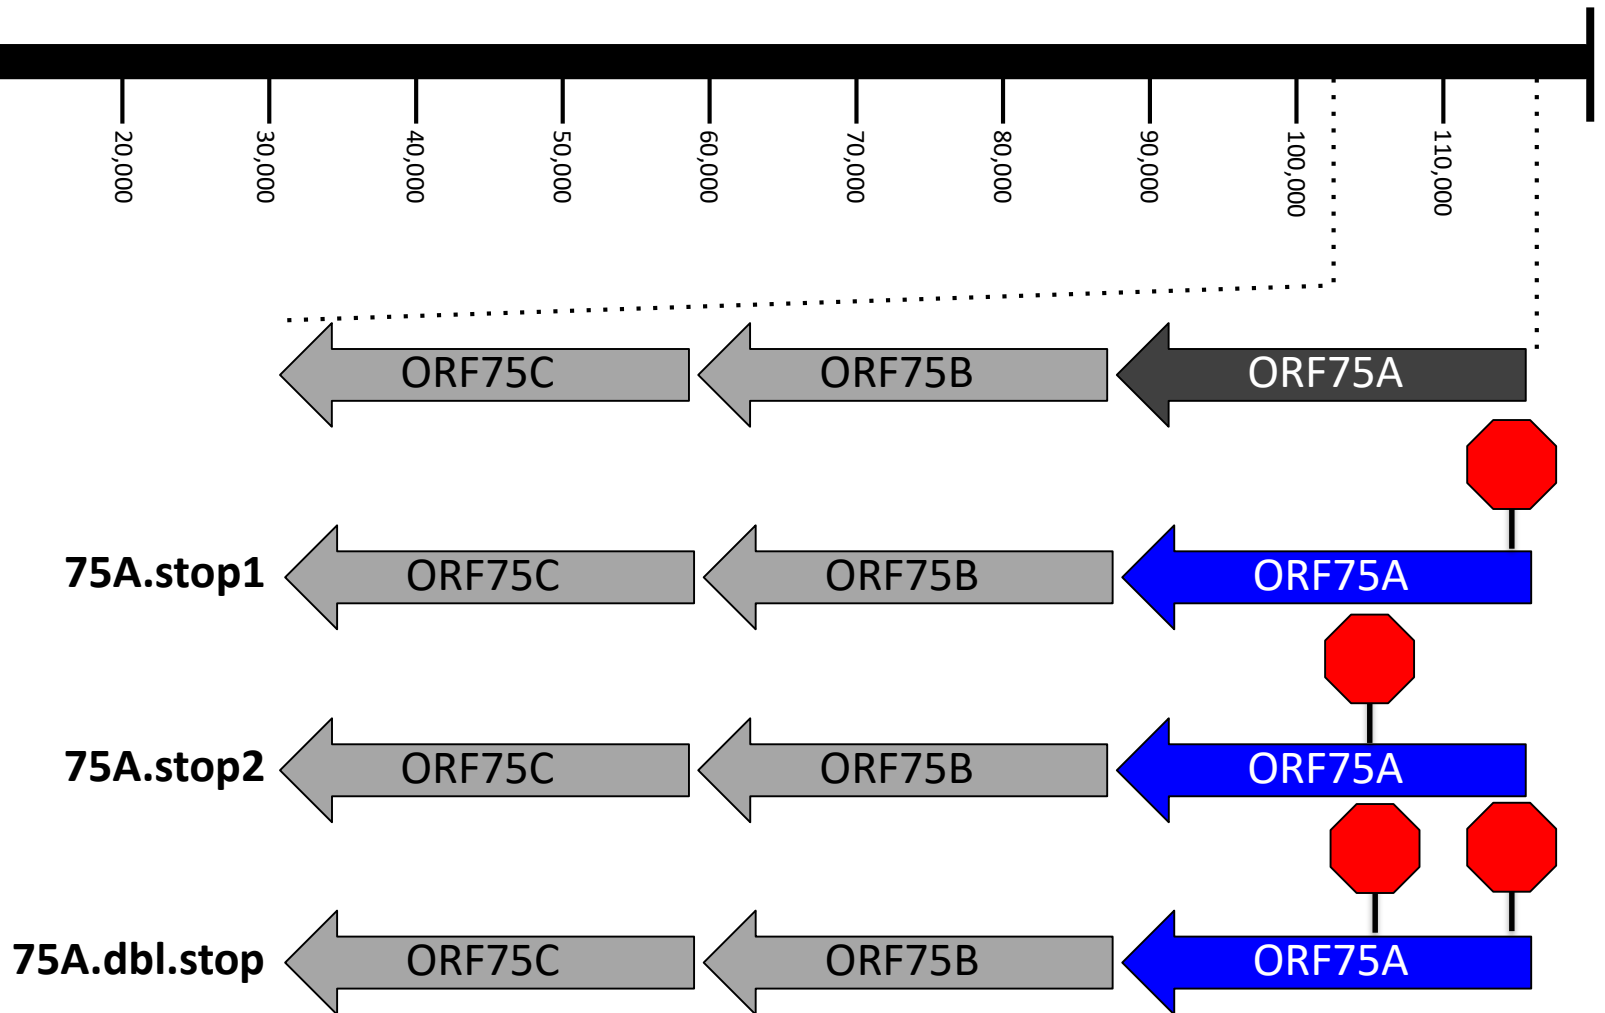 20,000
30,000
40,000
50,000
60,000
70,000
80,000
90,000
100,000
110,000
ORF75C ORF75B ORF75A
75A.stop1 ORF75C ORF75B ORF75A
75A.stop2 ORF75C ORF75B ORF75A
75A.dbl.stop ORF75C ORF75B ORF75A